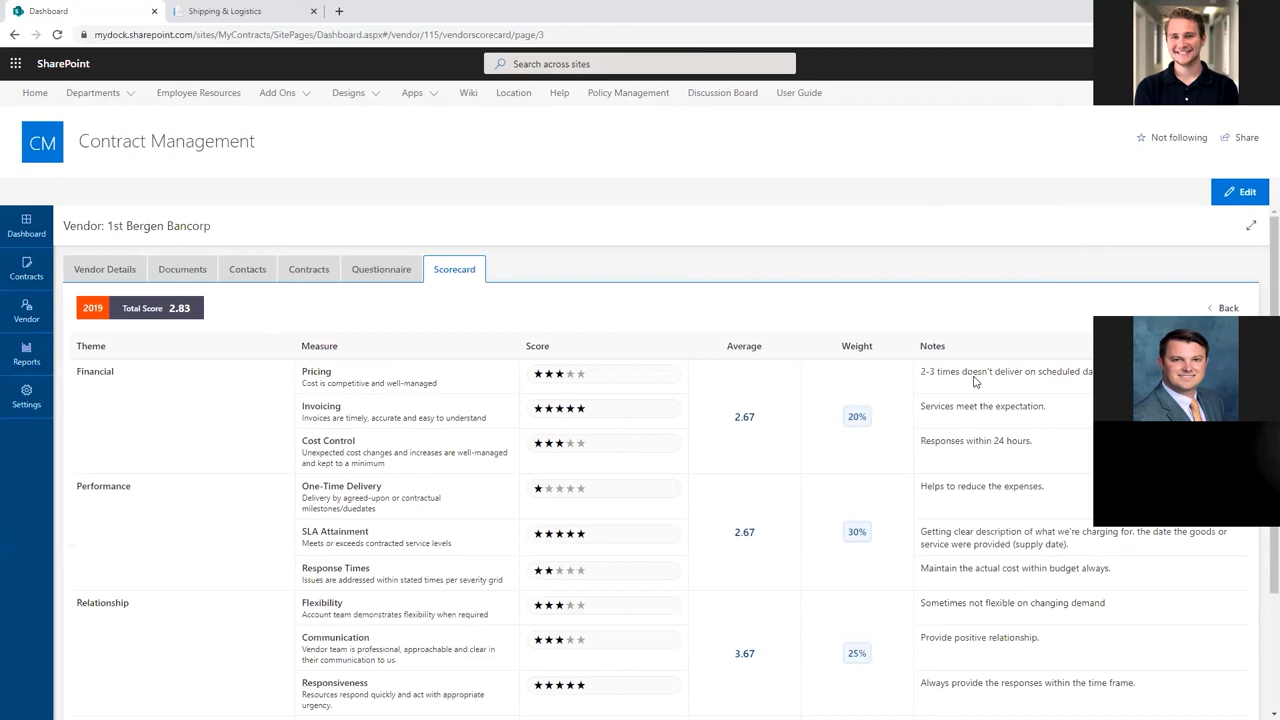 Dashboard
Shipping & Logistics
mydock.sharepoint.com/sites/MyContracts/SitePages/Dashboard.aspx#/vendor/115/vendorscorecard/page/3
SharePoint
Search across sites
Home Departments Employee Resources Add Ons Designs Apps Wiki Location Help Policy Management Discussion Board User Guide
CM Contract Management
Not following Share
Edit
Dashboard
Contracts
Vendor
Reports
Settings
Vendor: 1st Bergen Bancorp
Vendor Details Documents Contacts Contracts Questionnaire Scorecard
2019 Total Score 2.83
Back
Theme Measure Score Average Weight Notes
Financial
Pricing
Cost is competitive and well-managed
2-3 times doesn't deliver on scheduled
Invoicing
Invoices are timely, accurate and easy to understand
2.67 20%
Services meet the expectation.
Cost Control
Unexpected cost changes and increases are well-managed
and kept to a minimum
Responses within 24 hours.
Performance
One-Time Delivery
Delivery by agreed-upon or contractual
milestones/duedates
Helps to reduce the expenses.
SLA Attainment
Meets or exceeds contracted service levels
2.67 30%
Getting clear description of what we're charging for. the date the goods or
service were provided (supply date).
Response Times
Issues are addressed within stated times per severity grid
Maintain the actual cost within budget always.
Relationship
Flexibility
Account team demonstrates flexibility when required
Sometimes not flexible on changing demand
Communication
Vendor team is professional, approachable and clear in
their communication to us.
3.67 25%
Provide positive relationship.
Responsiveness
Resources respond quickly and act with appropriate
urgency.
Always provide the responses within the time frame.